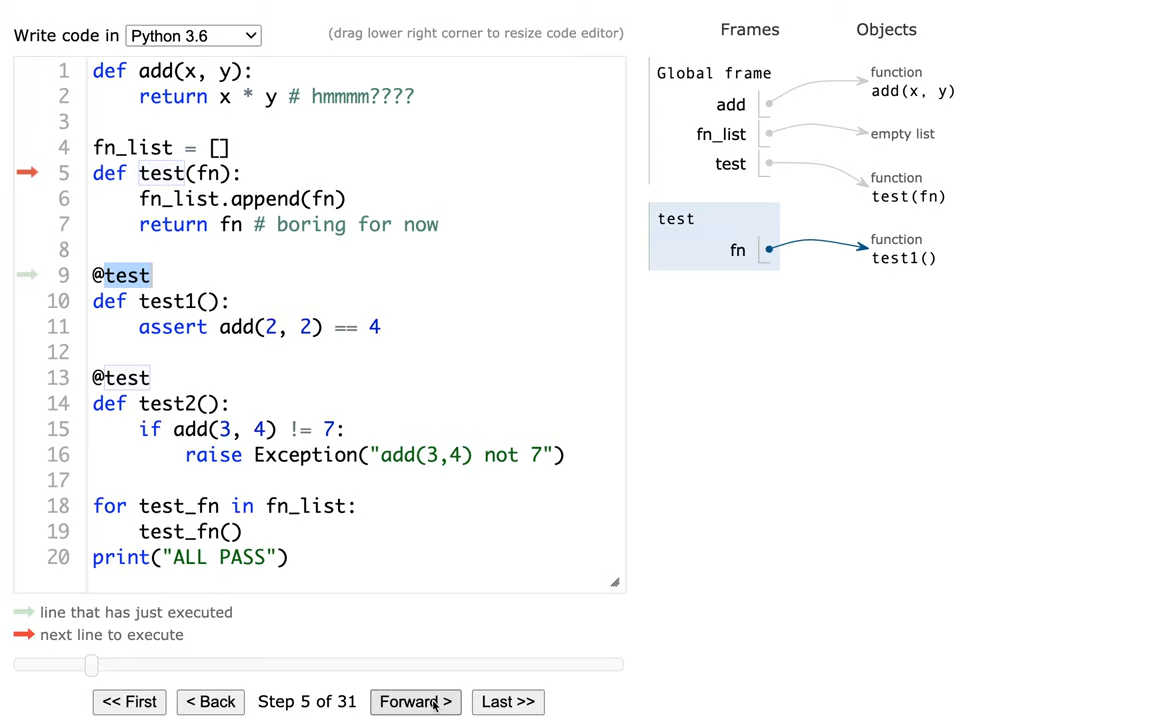 Write code in Python 3.6
(drag lower right corner to resize code editor)
1 def add(x, y):
2     return x * y # hmmmm????
3
4 fn_list = []
5 def test(fn):
6     fn_list.append(fn)
7     return fn # boring for now
8
9 @test
10 def test1():
11     assert add(2, 2) == 4
12
13 @test
14 def test2():
15     if add(3, 4) != 7:
16         raise Exception("add(3,4) not 7")
17
18 for test_fn in fn_list:
19     test_fn()
20 print("ALL PASS")
line that has just executed
next line to execute
<< First < Back Step 5 of 31 Forward > Last >>
Frames Objects
Global frame
add
fn_list
test
function
add(x, y)
empty list
function
test(fn)
test
fn
function
test1()